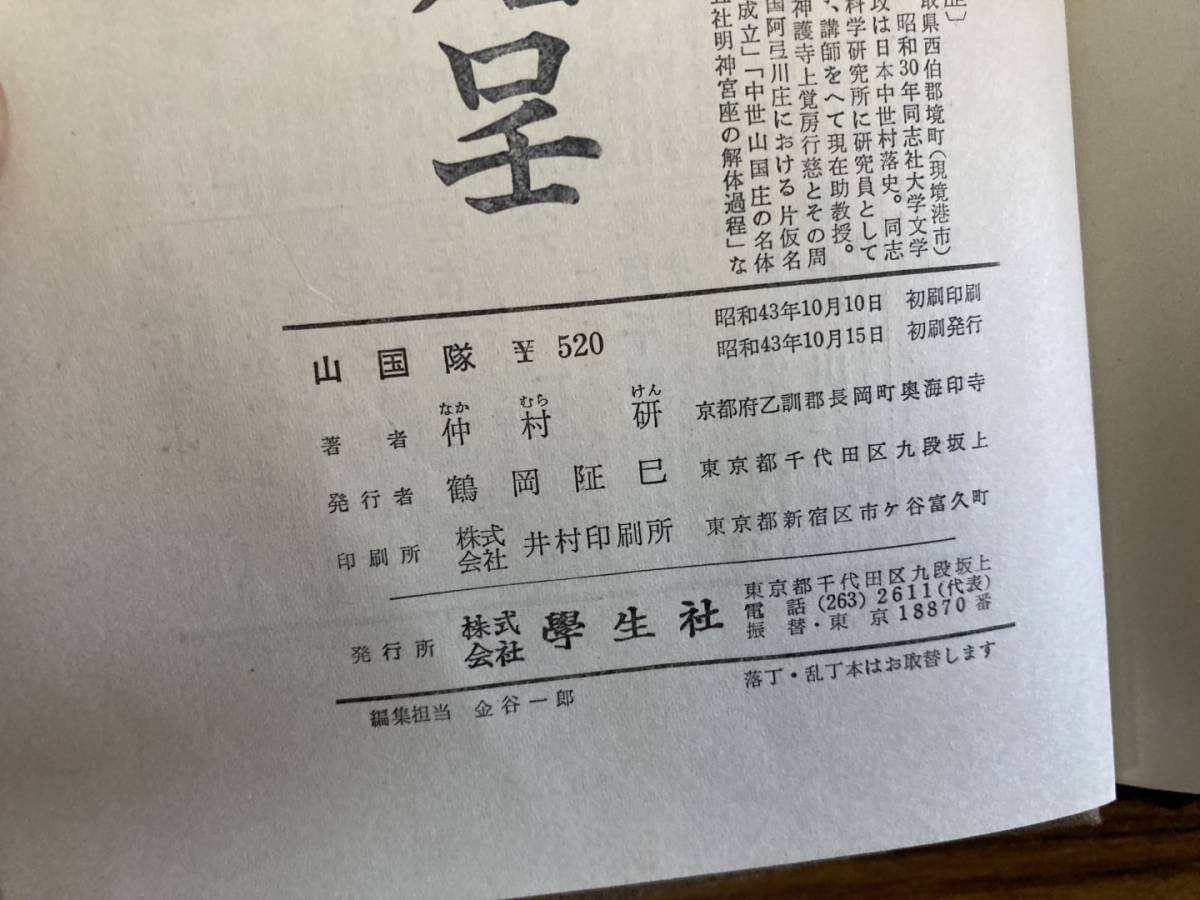 呈
取県西伯郡境町(現境港市)
昭和30年同志社大学文学
攻は日本中世村落史。同志
科学研究所に研究員として
、講師をへて現在助教授。
神護寺上覚房行慈とその周
国阿弖川庄における片仮名
成立」「中世山国庄の名体
社明神宮座の解体過程」な
昭和43年10月10日 初刷印刷
昭和43年10月15日 初刷発行
山国隊 ¥520
著者 仲村研 なかむらけん 京都府乙訓郡長岡町奥海印寺
発行者 鶴岡阷巳 東京都千代田区九段坂上
印刷所 株式会社 井村印刷所 東京都新宿区市ケ谷富久町
発行所 株式会社 學生社
東京都千代田区九段坂上
電話(263)2611(代表)
振替・東京18870番
編集担当 金谷一郎
落丁・乱丁本はお取替します